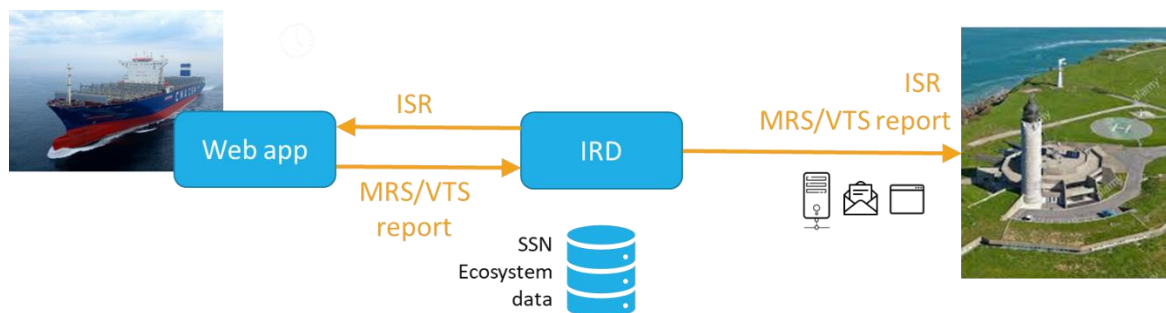 ISR
ISR
MRS/VTS report
Web app
IRD
MRS/VTS
report
SSN
Ecosystem
data
H